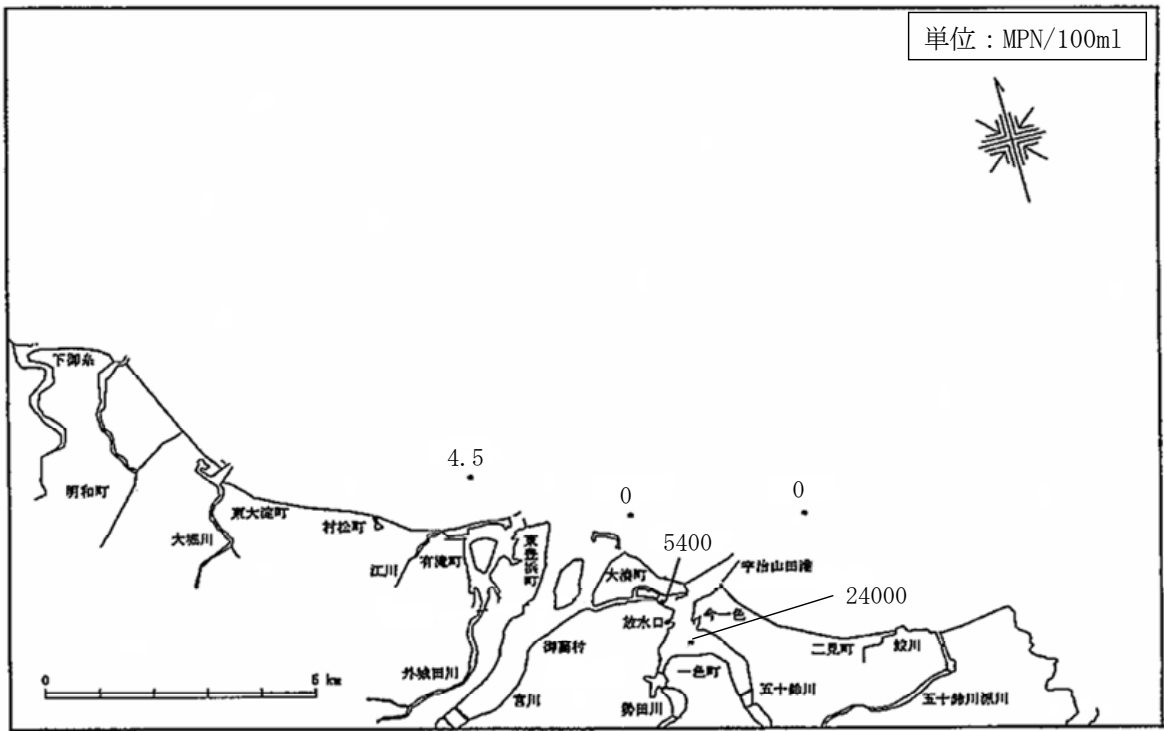 単位：MPN/100ml
下御糸
4.5
0
0
明和町
東大淀町
村松町
5400
大堀川
江川
有滝町
東豊浜町
大湊町
宇治山田港
24000
放水口
今一色
御薗村
二見町
鮫川
外城田川
宮川
一色町
勢田川
五十鈴川
五十鈴川派川
0
5 km